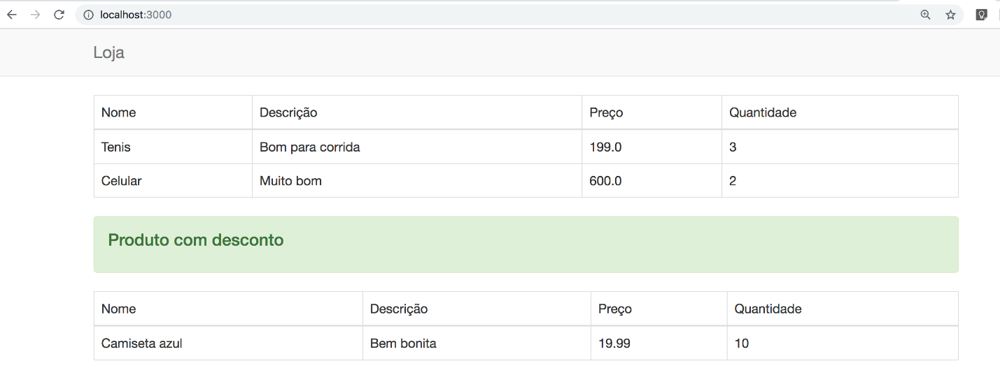 localhost:3000
Loja
Nome Descrição Preço Quantidade
Tenis Bom para corrida 199.0 3
Celular Muito bom 600.0 2
Produto com desconto
Nome Descrição Preço Quantidade
Camiseta azul Bem bonita 19.99 10